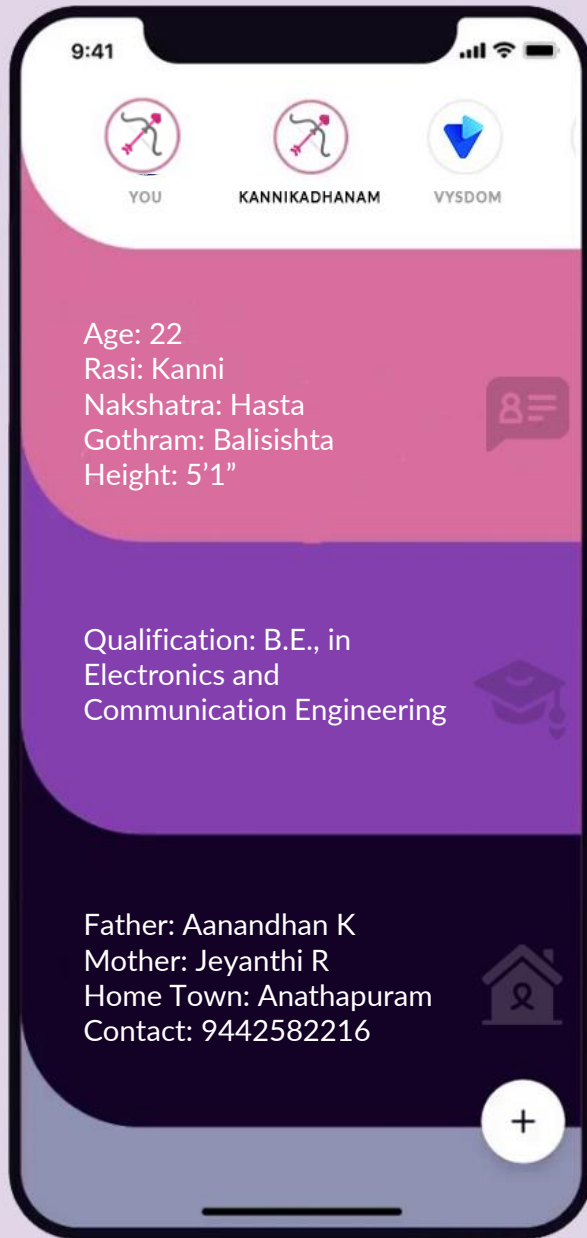 9:41
YOU
KANNIKADHANAM
VYSDOM
Age: 22
Rasi: Kanni
Nakshatra: Hasta
Gothram: Balisishta
Height: 5’1”
Qualification: B.E., in
Electronics and
Communication Engineering
Father: Aanandhan K
Mother: Jeyanthi R
Home Town: Anathapuram
Contact: 9442582216